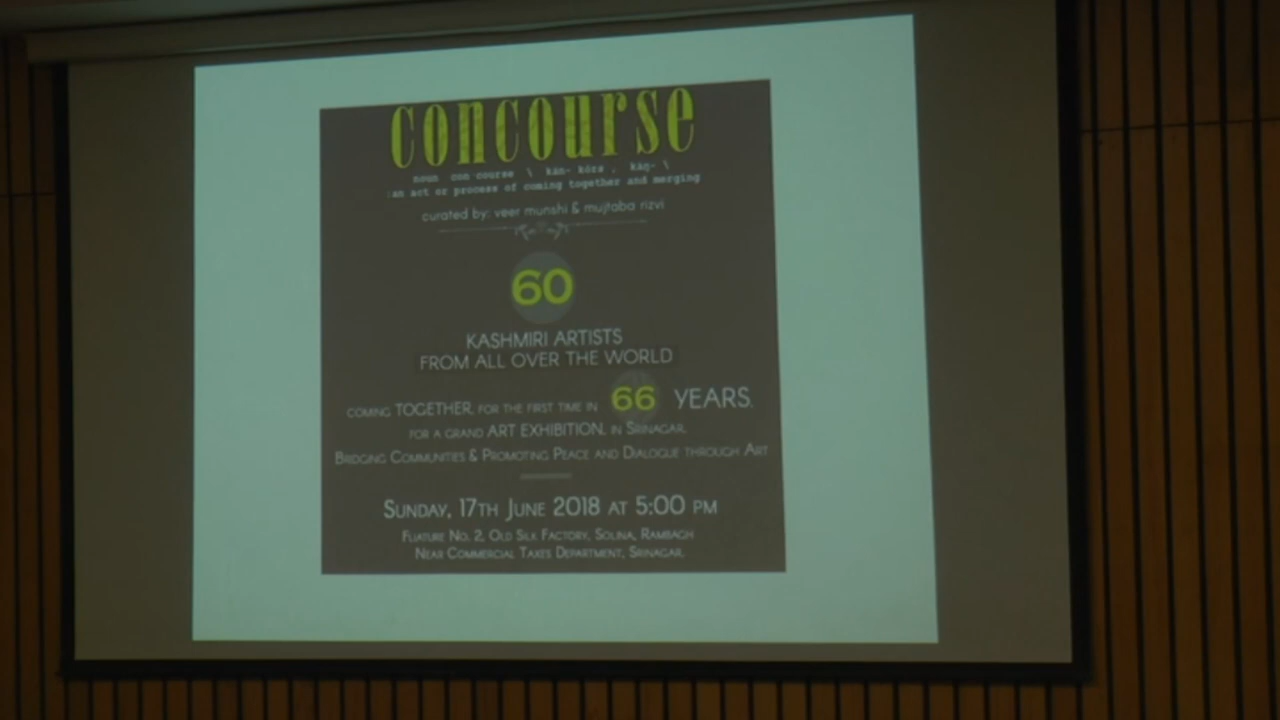 concourse
noun con·course \ kän- kòrs , käŋ- \
:an act or process of coming together and merging
curated by: veer munshi & mujtaba rizvi
60
KASHMIRI ARTISTS
FROM ALL OVER THE WORLD
COMING TOGETHER, FOR THE FIRST TIME IN 66 YEARS,
FOR A GRAND ART EXHIBITION, IN SRINAGAR.
BRIDGING COMMUNITIES & PROMOTING PEACE AND DIALOGUE THROUGH ART
SUNDAY, 17TH JUNE 2018 AT 5:00 PM
FLIATURE NO. 2, OLD SILK FACTORY, SOLINA, RAMBAGH
NEAR COMMERCIAL TAXES DEPARTMENT, SRINAGAR.